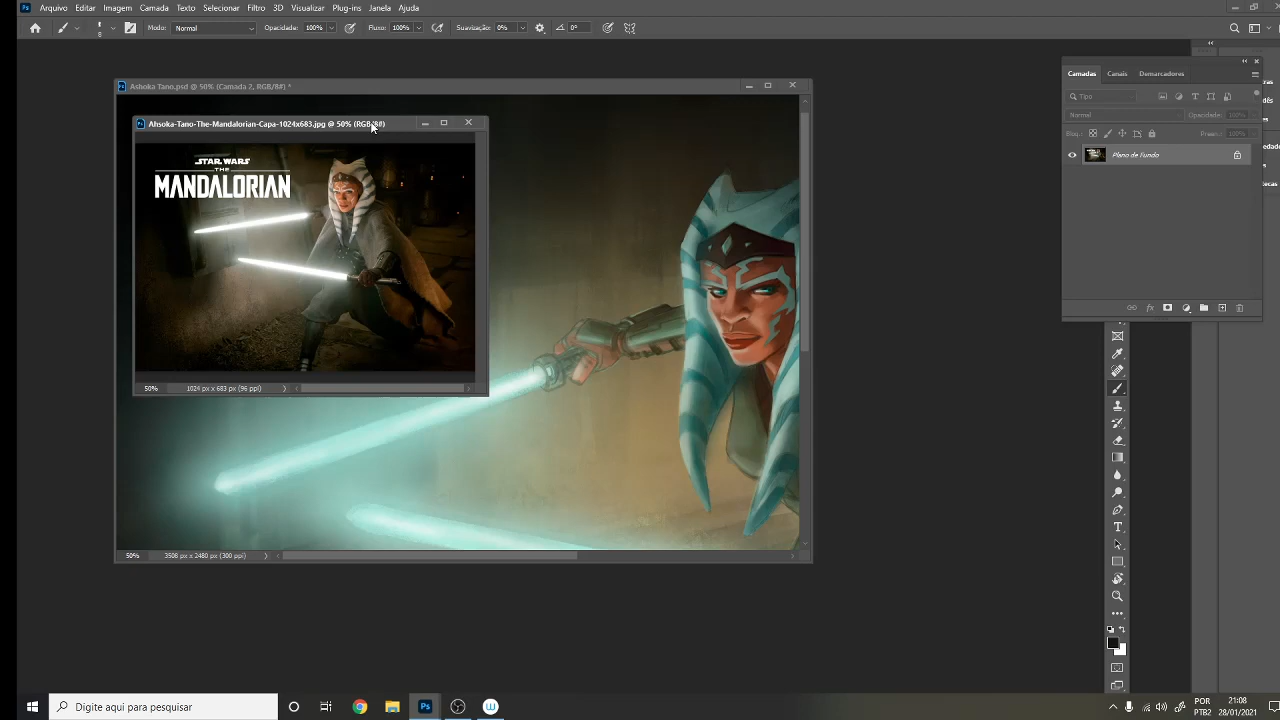 Arquivo Editar Imagem Camada Texto Selecionar Filtro 3D Visualizar Plug-ins Janela Ajuda
8 Modo: Normal Opacidade: 100% Fluxo: 100% Suavização: 0% 0°
Ashoka Tano.psd @ 50% (Camada 2, RGB/8#) *
Ahsoka-Tano-The-Mandalorian-Capa-1024x683.jpg @ 50% (RGB/8#)
STAR WARS
THE
MANDALORIAN
50% 1024 px x 683 px (96 ppi)
50% 3508 px x 2480 px (300 ppi)
Camadas Canais Demarcadores
Tipo
Normal Opacidade: 100%
Bloq.: Preen.: 100%
Plano de Fundo
Digite aqui para pesquisar
POR
PTB2
21:08
28/01/2021